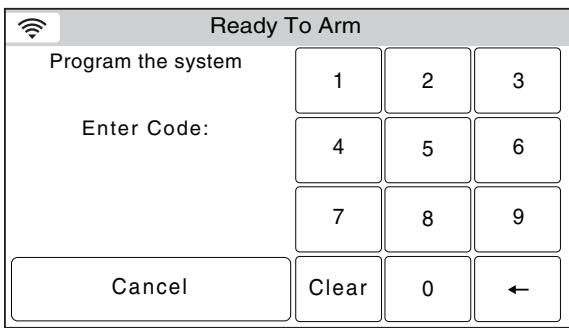 Ready To Arm
Program the system
Enter Code:
1 2 3
4 5 6
7 8 9
Cancel Clear 0 ←